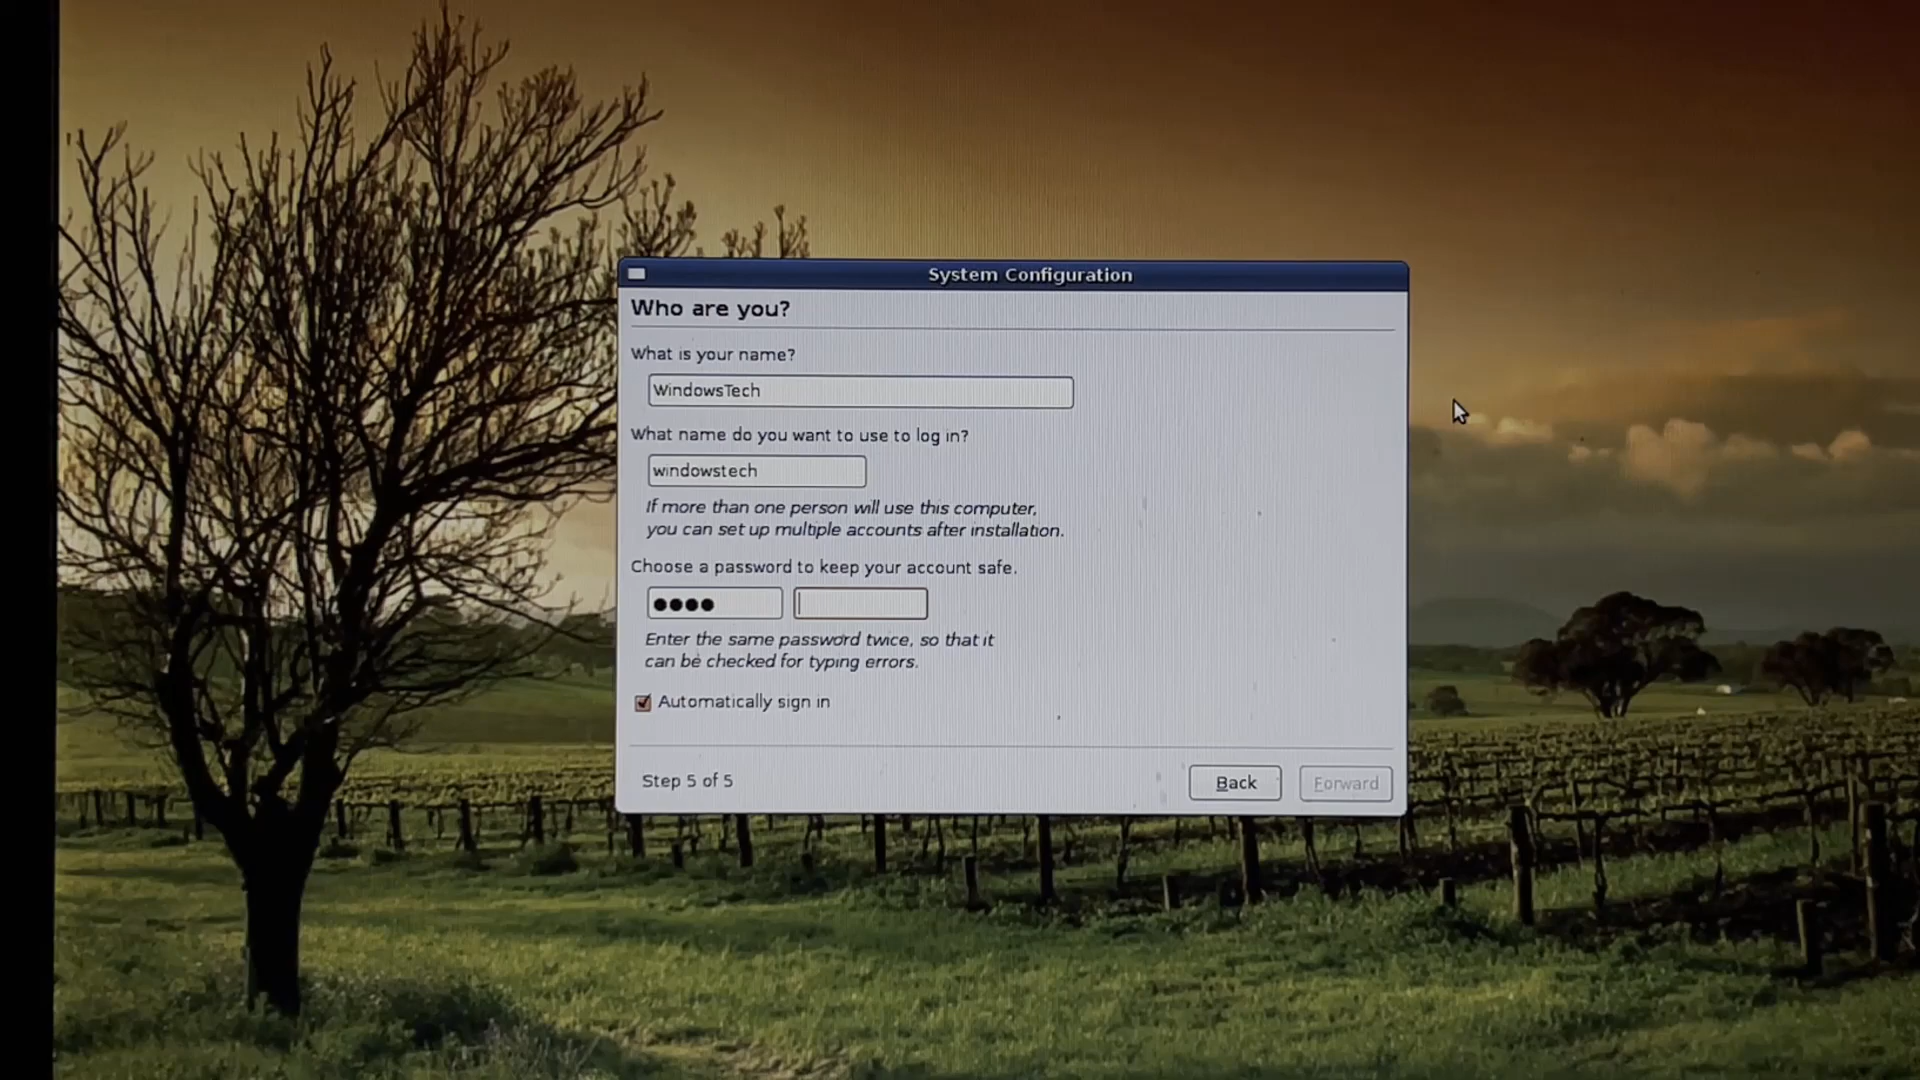 System Configuration
Who are you?
What is your name?
WindowsTech
What name do you want to use to log in?
windowstech
If more than one person will use this computer,
you can set up multiple accounts after installation.
Choose a password to keep your account safe.
●●●●
Enter the same password twice, so that it
can be checked for typing errors.
Automatically sign in
Step 5 of 5
Back
Forward